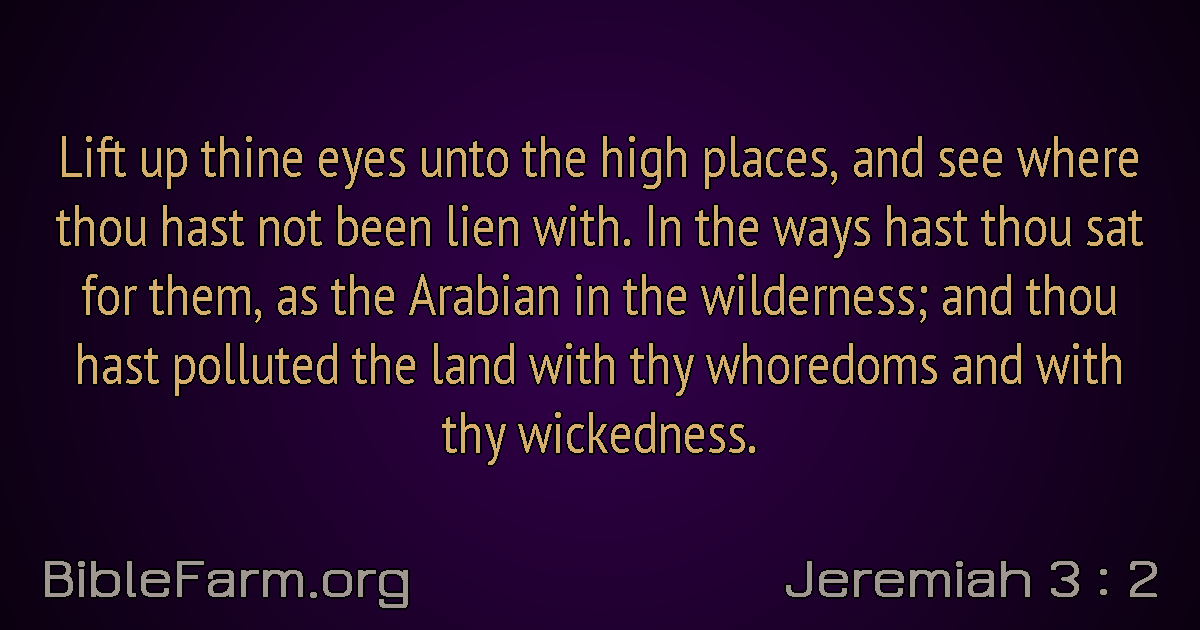 Lift up thine eyes unto the high places, and see where
thou hast not been lien with. In the ways hast thou sat
for them, as the Arabian in the wilderness; and thou
hast polluted the land with thy whoredoms and with
thy wickedness.
BibleFarm.org
Jeremiah 3 : 2